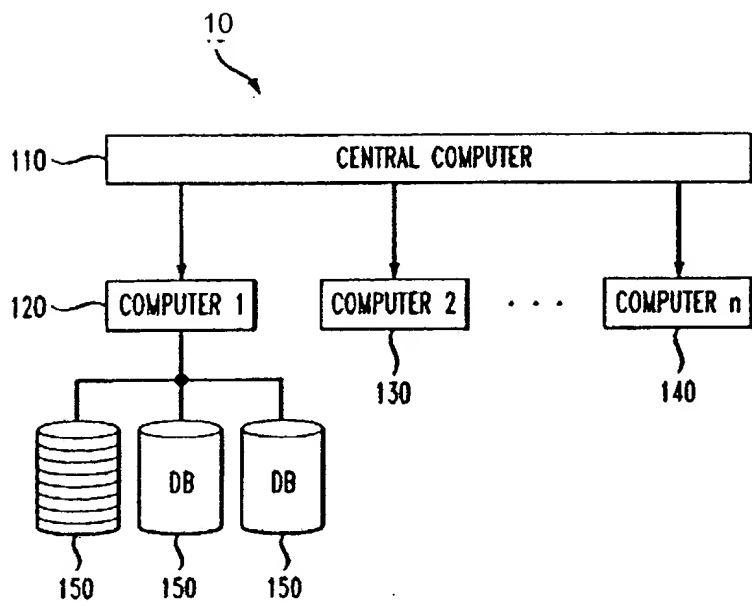 10
110 CENTRAL COMPUTER
120 COMPUTER 1 COMPUTER 2 . . . COMPUTER n
130 140
DB DB
150 150 150